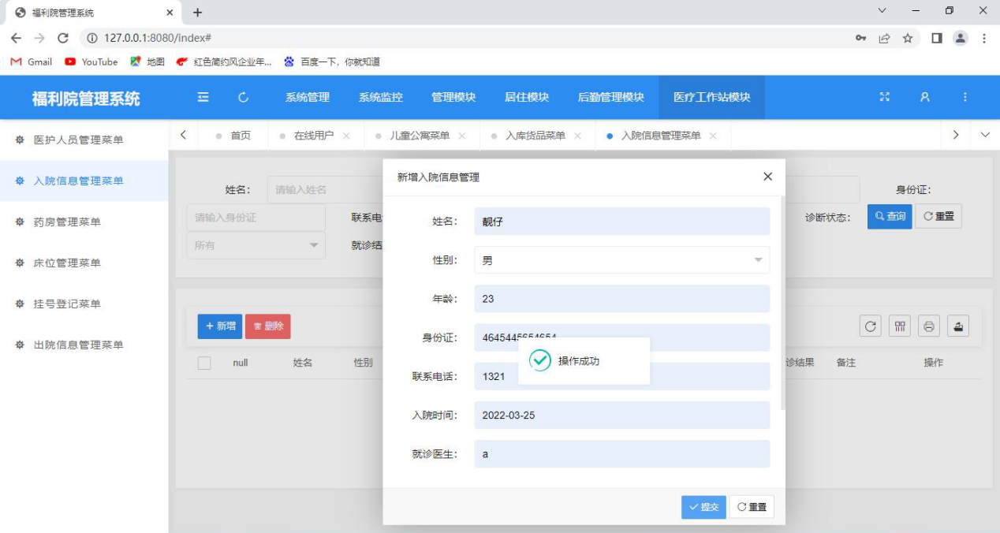 福利院管理系统
127.0.0.1:8080/index#
Gmail YouTube 地图 红色简约风企业年... 百度一下，你就知道
福利院管理系统 系统管理 系统监控 管理模块 居住模块 后勤管理模块 医疗工作站模块
医护人员管理菜单
入院信息管理菜单
药房管理菜单
床位管理菜单
挂号登记菜单
出院信息管理菜单
首页 在线用户 儿童公寓菜单 入库货品菜单 入院信息管理菜单
姓名： 请输入姓名 身份证：
请输入身份证 联系电 诊断状态： 查询 重置
所有 就诊结
新增 删除
null 姓名 性别 诊结果 备注 操作
新增入院信息管理
姓名： 靓仔
性别： 男
年龄： 23
身份证： 4645445654654
操作成功
联系电话： 1321
入院时间： 2022-03-25
就诊医生： a
提交 重置